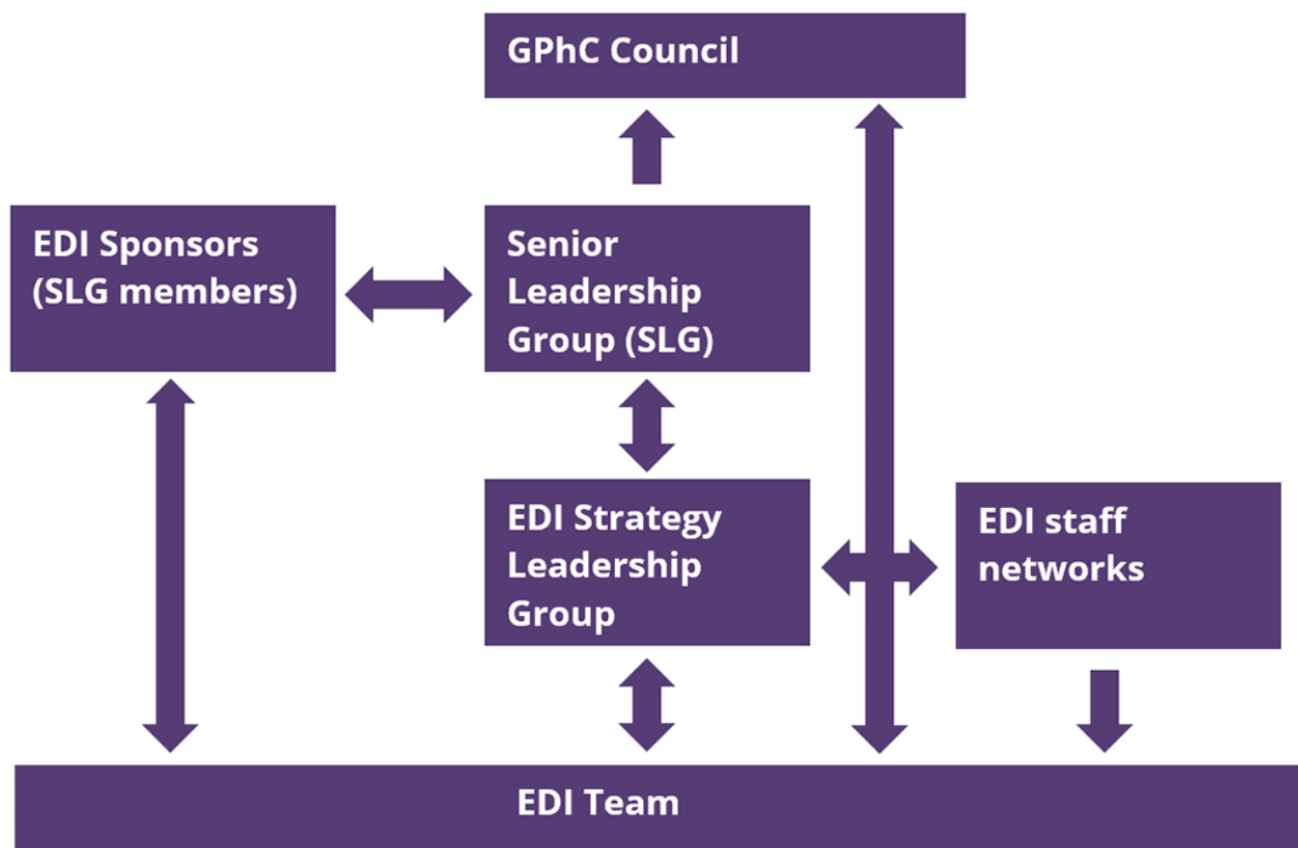 GPhC Council
EDI Sponsors
(SLG members)
Senior
Leadership
Group (SLG)
EDI Strategy
Leadership
Group
EDI staff
networks
EDI Team